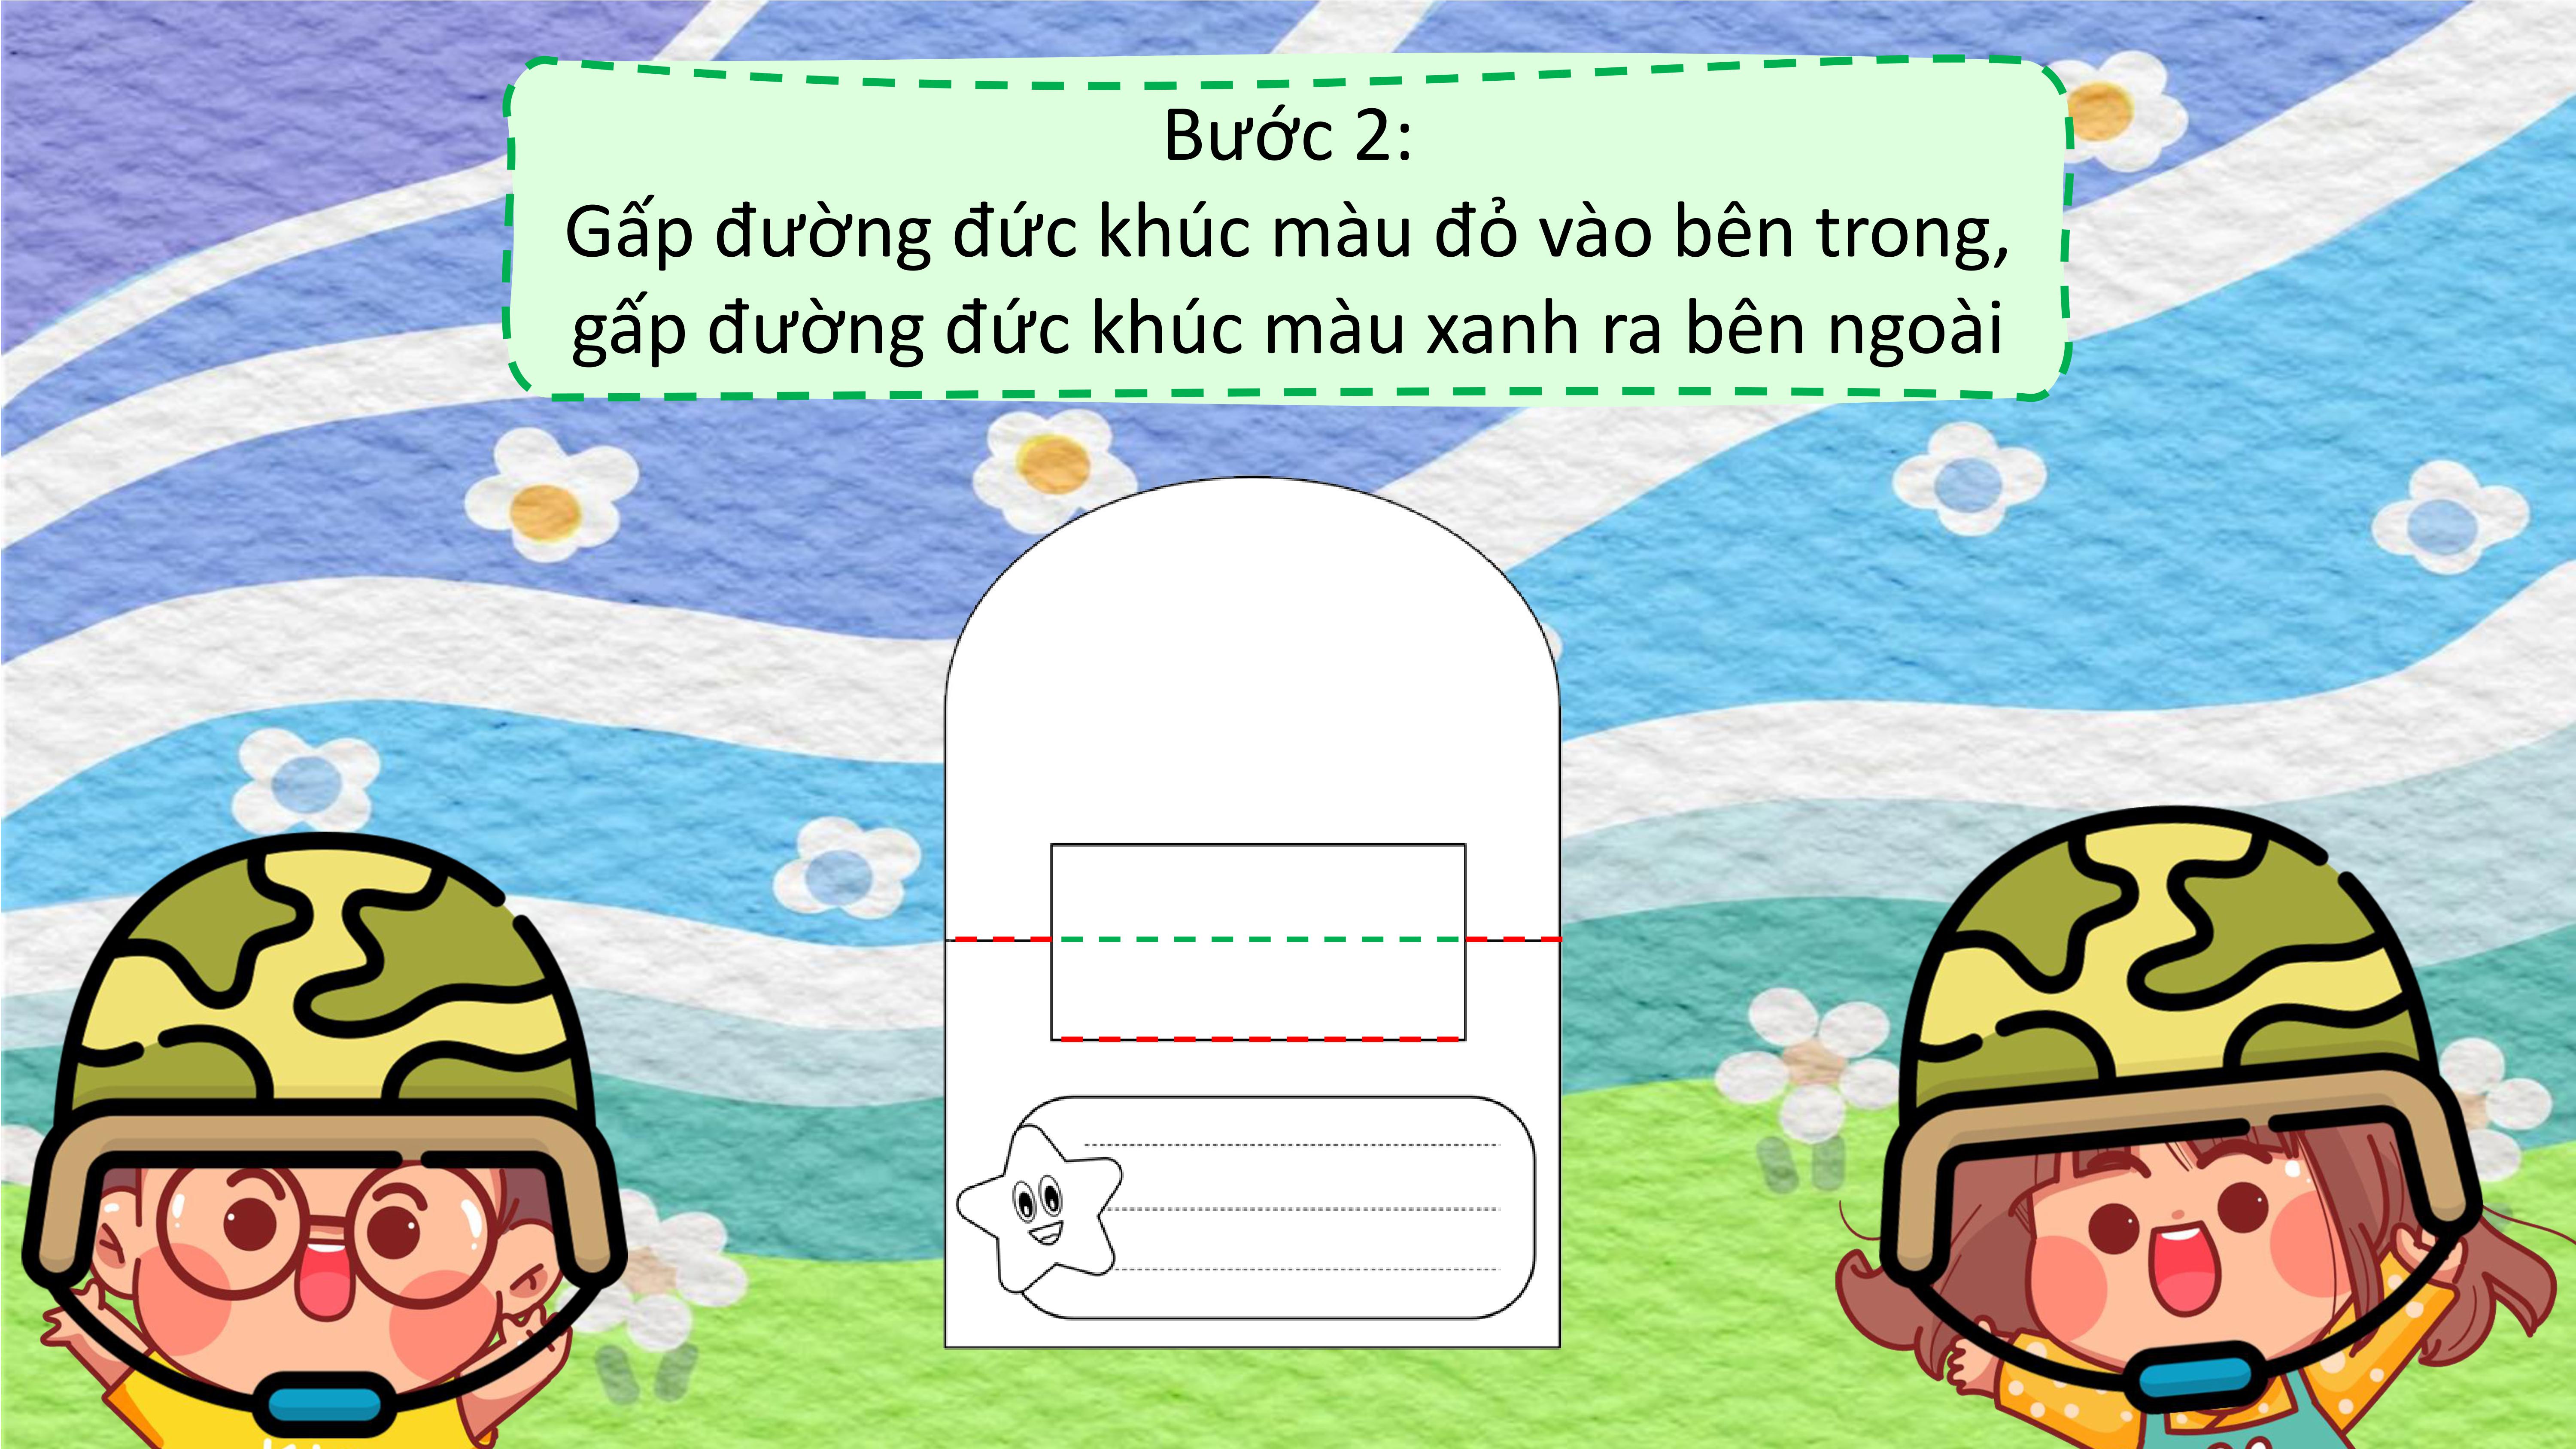 Bước 2:
Gấp đường đức khúc màu đỏ vào bên trong,
gấp đường đức khúc màu xanh ra bên ngoài